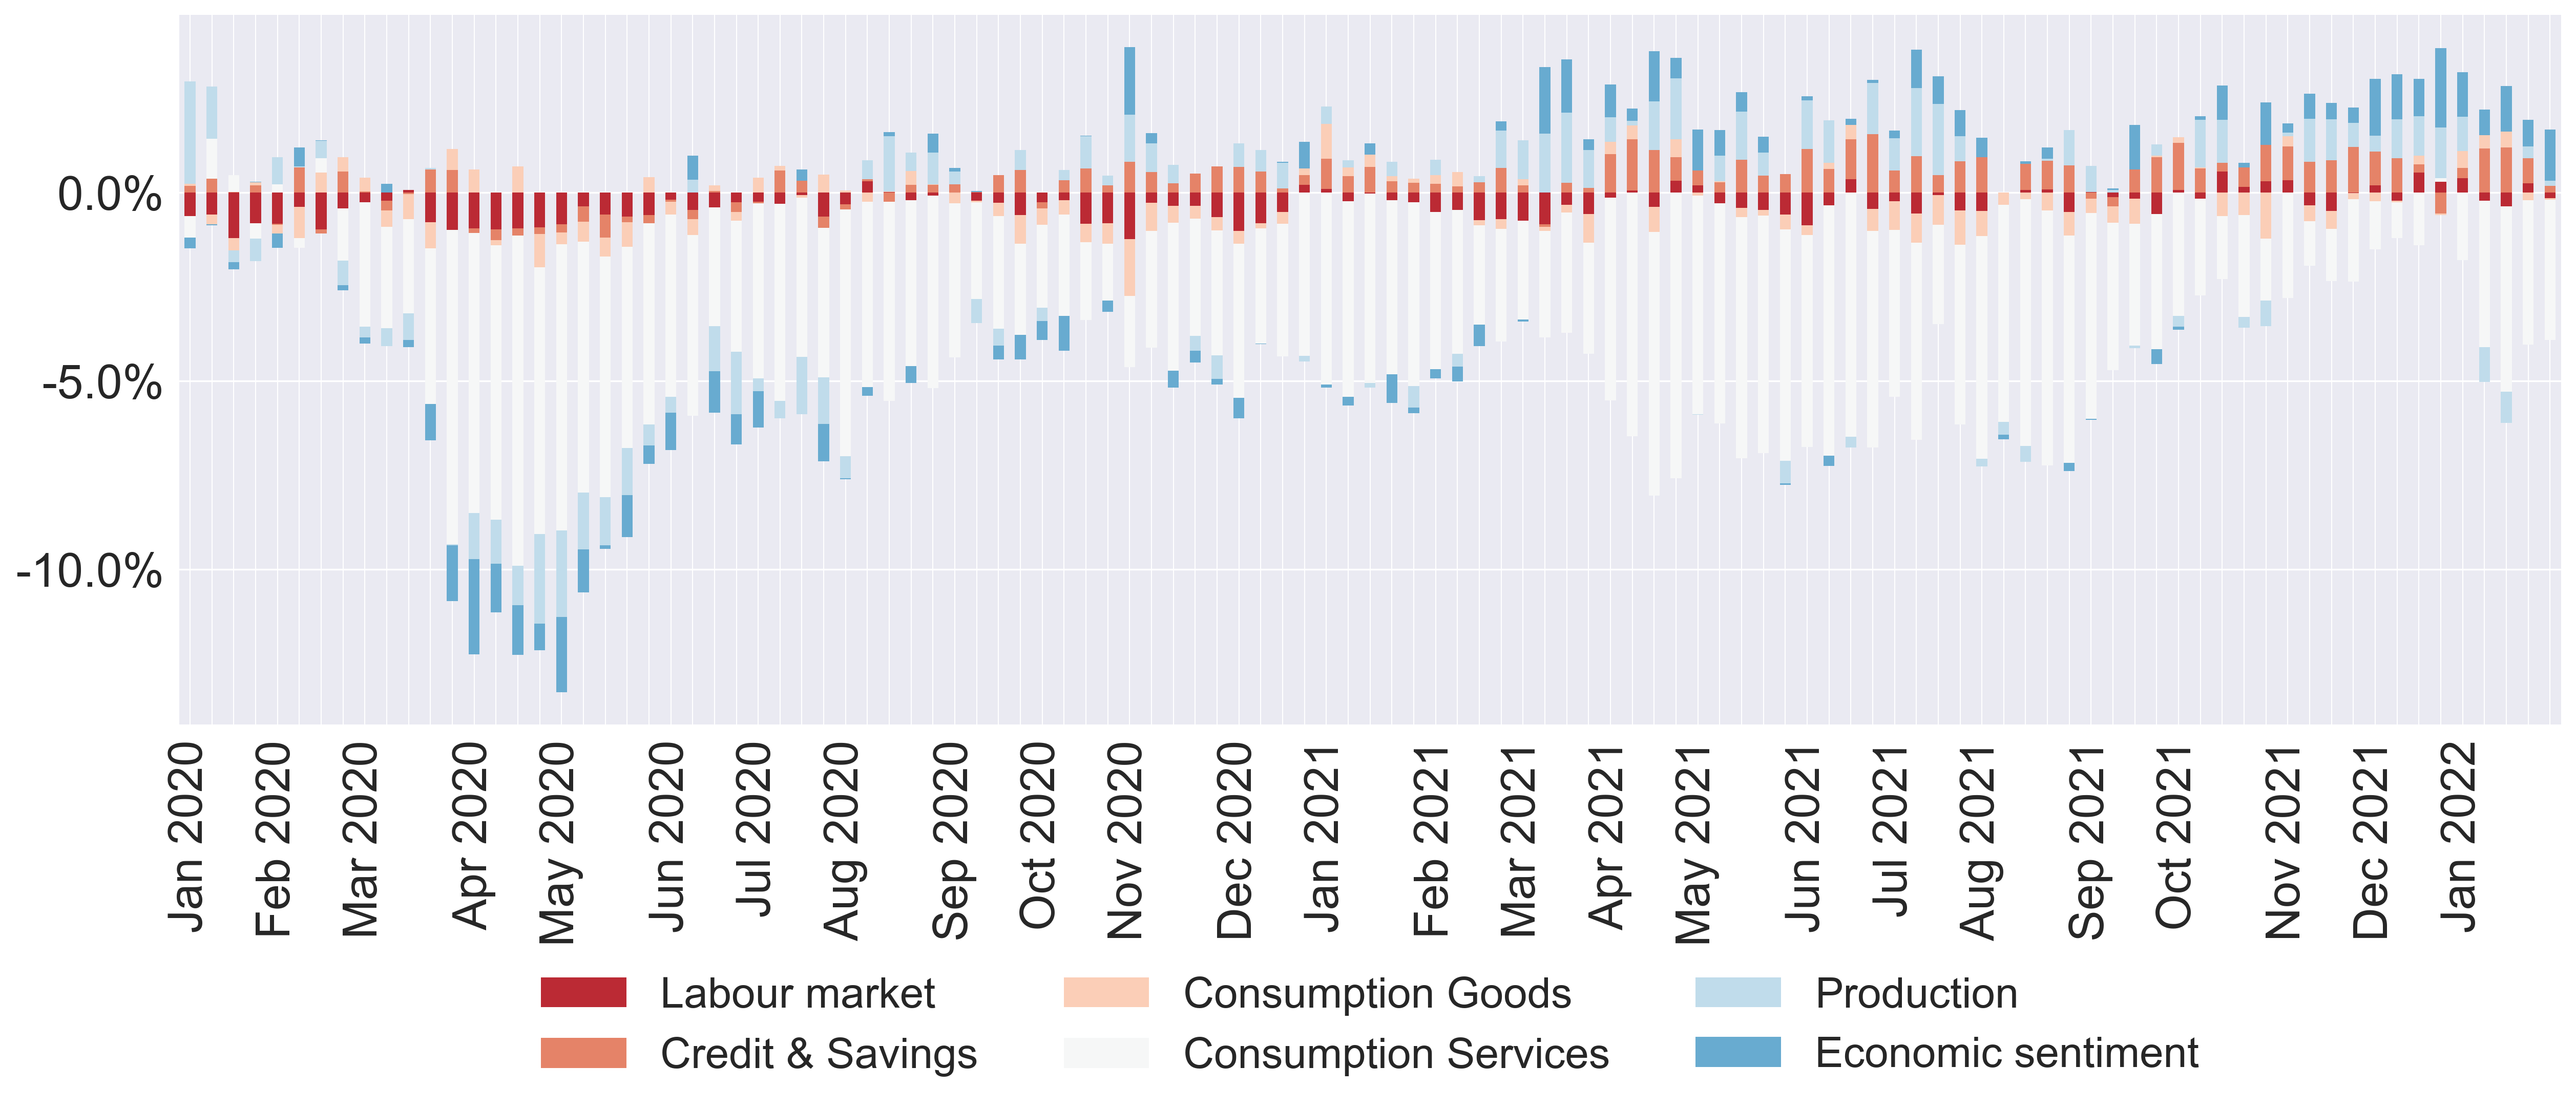 0.0%
-5.0%
-10.0%
Jan 2020
Feb 2020
Mar 2020
Apr 2020
May 2020
Jun 2020
Jul 2020
Aug 2020
Sep 2020
Oct 2020
Nov 2020
Dec 2020
Jan 2021
Feb 2021
Mar 2021
Apr 2021
May 2021
Jun 2021
Jul 2021
Aug 2021
Sep 2021
Oct 2021
Nov 2021
Dec 2021
Jan 2022
Labour market
Consumption Goods
Production
Credit & Savings
Consumption Services
Economic sentiment